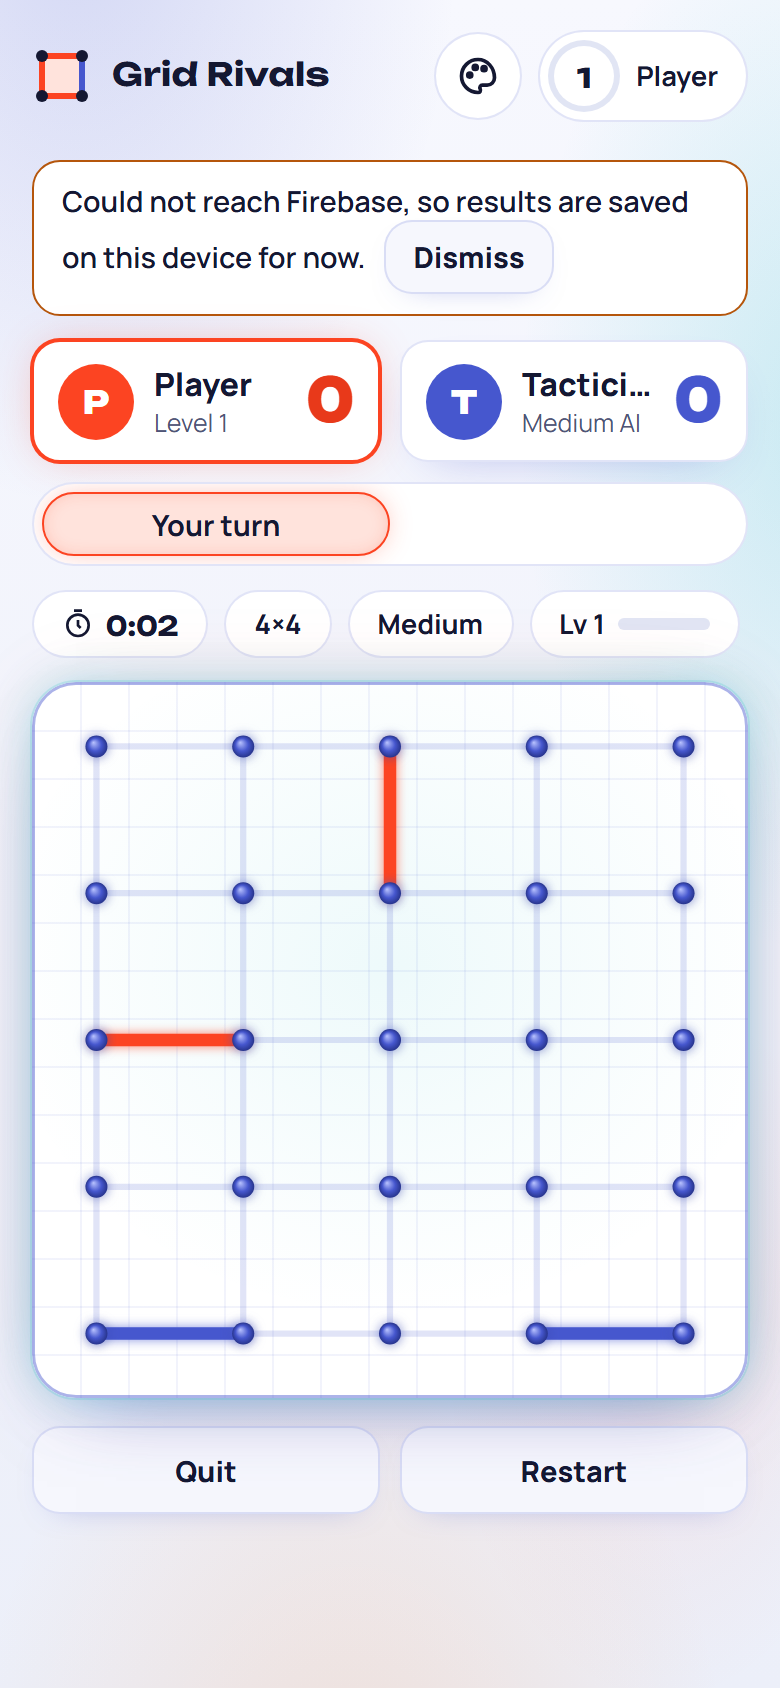 Grid Rivals
1 Player
Could not reach Firebase, so results are saved
on this device for now. Dismiss
P Player 0
Level 1
T Tactici... 0
Medium AI
Your turn
0:02 4×4 Medium Lv 1
Quit Restart